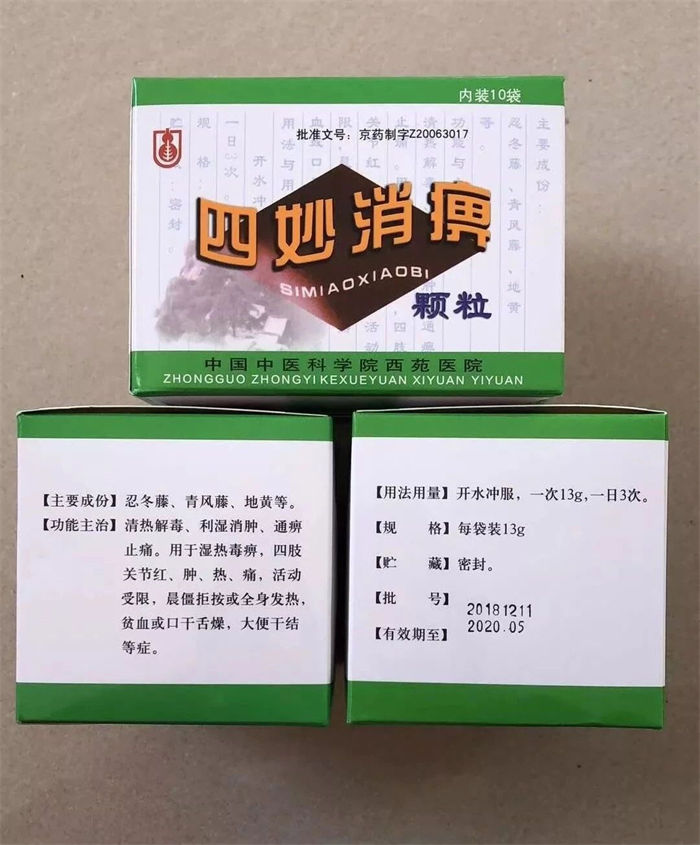 内装10袋
批准文号：京药制字Z20063017
四妙消痹
SIMIAOXIAOBI
颗粒
中国中医科学院西苑医院
ZHONGGUO ZHONGYI KEXUEYUAN XIYUAN YIYUAN
【主要成份】忍冬藤、青风藤、地黄等。
【功能主治】清热解毒、利湿消肿、通痹
止痛。用于湿热毒痹，四肢
关节红、肿、热、痛，活动
受限，晨僵拒按或全身发热，
贫血或口干舌燥，大便干结
等症。
【用法用量】开水冲服，一次13g，一日3次。
【规 格】每袋装13g
【贮 藏】密封。
【批 号】20181211
【有效期至】2020.05